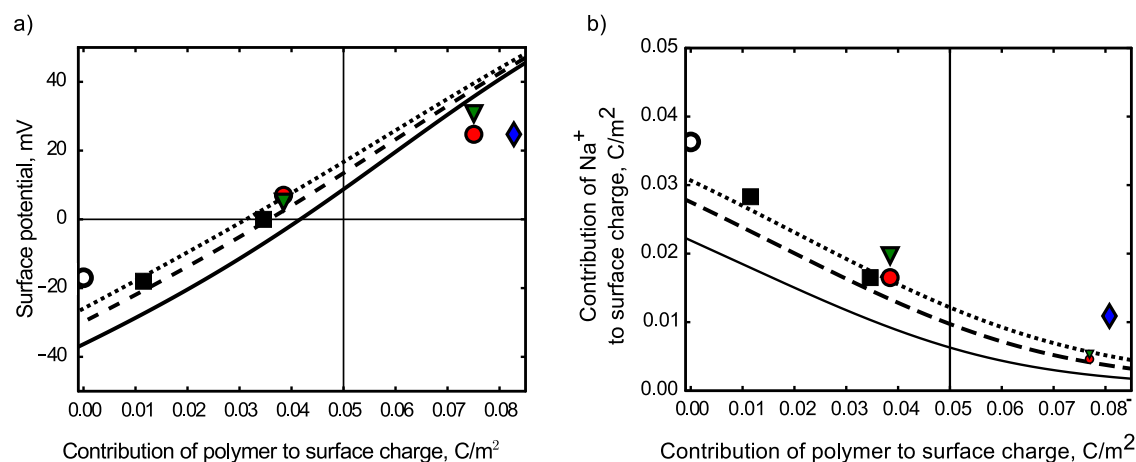 a)
Surface potential, mV
40
20
0
−20
−40
0.00 0.01 0.02 0.03 0.04 0.05 0.06 0.07 0.08
Contribution of polymer to surface charge, C/m²
b)
Contribution of Na⁺
to surface charge, C/m2
0.05
0.04
0.03
0.02
0.01
0.00
0.00 0.01 0.02 0.03 0.04 0.05 0.06 0.07 0.08
Contribution of polymer to surface charge, C/m²